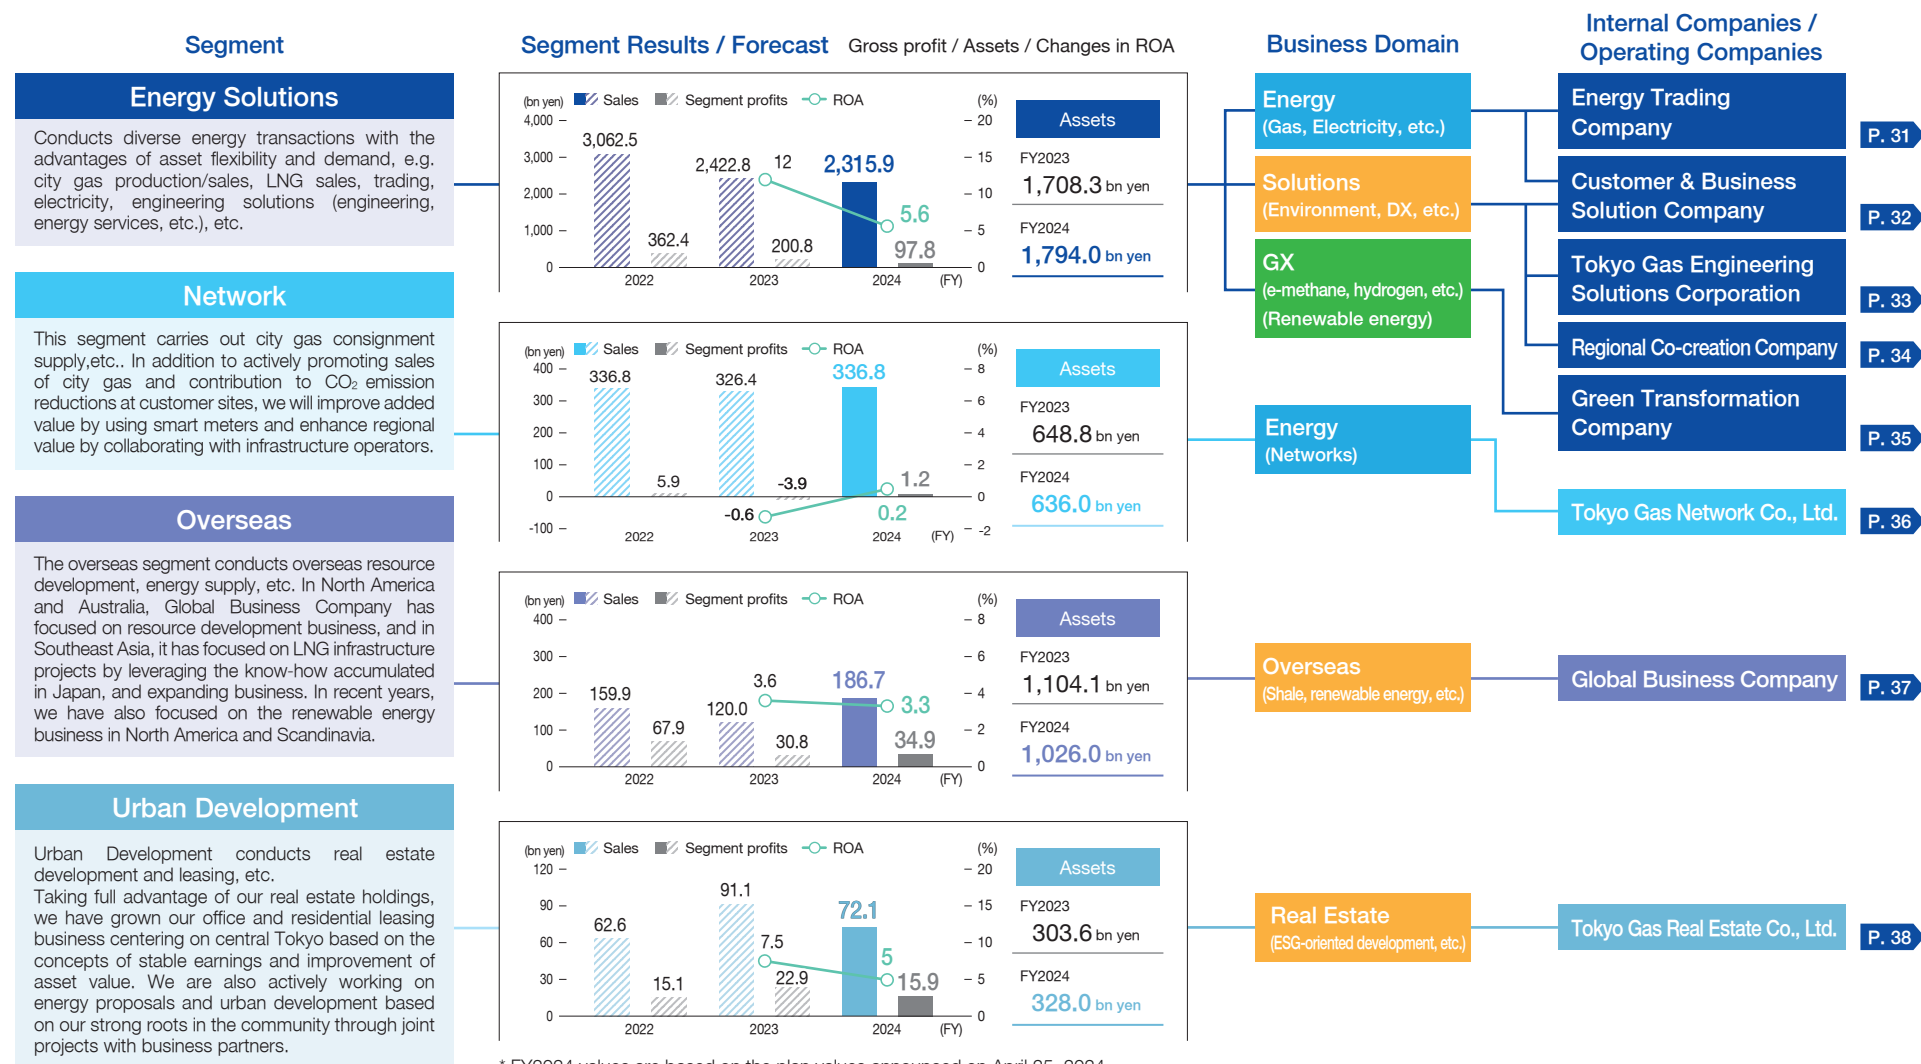 Segment
Segment Results / Forecast Gross profit / Assets / Changes in ROA
Business Domain
Internal Companies /
Operating Companies
Energy Solutions
Conducts diverse energy transactions with the
advantages of asset flexibility and demand, e.g.
city gas production/sales, LNG sales, trading,
electricity, engineering solutions (engineering,
energy services, etc.), etc.
(bn yen) Sales Segment profits ROA (%)
4,000
3,000
2,000
1,000
0
20
15
10
5
0
3,062.5
362.4
2,422.8
200.8
12
2,315.9
5.6
97.8
2022 2023 2024 (FY)
Assets
FY2023
1,708.3 bn yen
FY2024
1,794.0 bn yen
Energy
(Gas, Electricity, etc.)
Solutions
(Environment, DX, etc.)
GX
(e-methane, hydrogen, etc.)
(Renewable energy)
Energy Trading
Company
P. 31
Customer & Business
Solution Company
P. 32
Tokyo Gas Engineering
Solutions Corporation
P. 33
Regional Co-creation Company
P. 34
Green Transformation
Company
P. 35
Network
This segment carries out city gas consignment
supply,etc.. In addition to actively promoting sales
of city gas and contribution to CO₂ emission
reductions at customer sites, we will improve added
value by using smart meters and enhance regional
value by collaborating with infrastructure operators.
(bn yen) Sales Segment profits ROA (%)
400
300
200
100
0
-100
8
6
4
2
0
-2
336.8
5.9
326.4
-3.9
-0.6
336.8
1.2
0.2
2022 2023 2024 (FY)
Assets
FY2023
648.8 bn yen
FY2024
636.0 bn yen
Energy
(Networks)
Tokyo Gas Network Co., Ltd.
P. 36
Overseas
The overseas segment conducts overseas resource
development, energy supply, etc. In North America
and Australia, Global Business Company has
focused on resource development business, and in
Southeast Asia, it has focused on LNG infrastructure
projects by leveraging the know-how accumulated
in Japan, and expanding business. In recent years,
we have also focused on the renewable energy
business in North America and Scandinavia.
(bn yen) Sales Segment profits ROA (%)
400
300
200
100
0
8
6
4
2
0
159.9
67.9
120.0
30.8
3.6
186.7
3.3
34.9
2022 2023 2024 (FY)
Assets
FY2023
1,104.1 bn yen
FY2024
1,026.0 bn yen
Overseas
(Shale, renewable energy, etc.)
Global Business Company
P. 37
Urban Development
Urban Development conducts real estate
development and leasing, etc.
Taking full advantage of our real estate holdings,
we have grown our office and residential leasing
business centering on central Tokyo based on the
concepts of stable earnings and improvement of
asset value. We are also actively working on
energy proposals and urban development based
on our strong roots in the community through joint
projects with business partners.
(bn yen) Sales Segment profits ROA (%)
120
90
60
30
0
20
15
10
5
0
62.6
15.1
91.1
7.5
22.9
72.1
5
15.9
2022 2023 2024 (FY)
Assets
FY2023
303.6 bn yen
FY2024
328.0 bn yen
Real Estate
(ESG-oriented development, etc.)
Tokyo Gas Real Estate Co., Ltd.
P. 38
* FY2024 values are based on the plan values announced on April 25, 2024